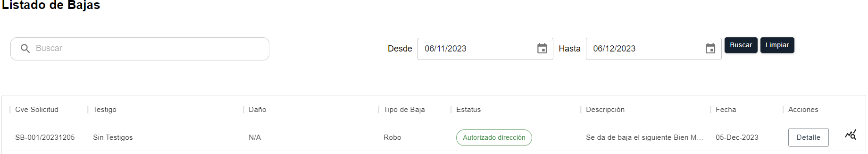 Listado de Bajas
Buscar
Desde 06/11/2023 Hasta 06/12/2023 Buscar Limpiar
Cve Solicitud Testigo Daño Tipo de Baja Estatus Descripción Fecha Acciones
SB-001/20231205 Sin Testigos N/A Robo Autorizado dirección Se da de baja el siguiente Bien M... 05-Dec-2023 Detalle